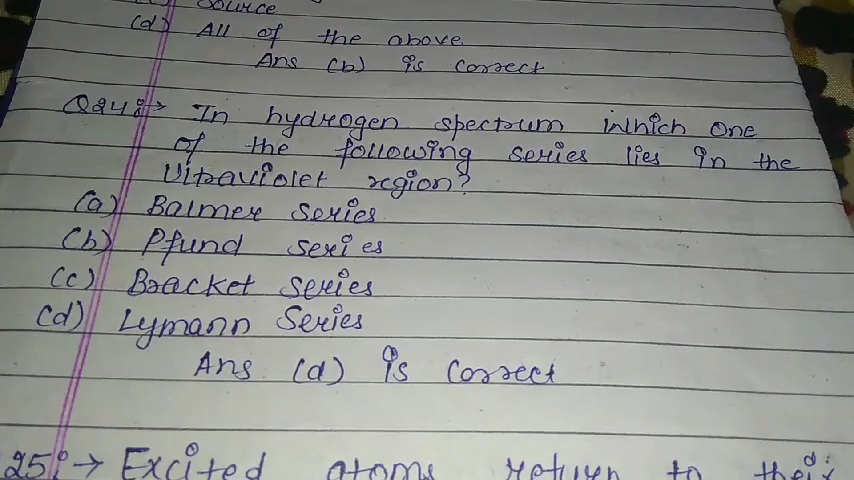 Source
(d) All of the above
Ans (b) is correct
Q24:→ In hydrogen spectrum which one
of the following series lies in the
Ultraviolet region?
(a) Balmer series
(b) Pfund series
(c) Bracket series
(d) Lymann Series
Ans (d) is correct
25:→ Excited atoms return to their